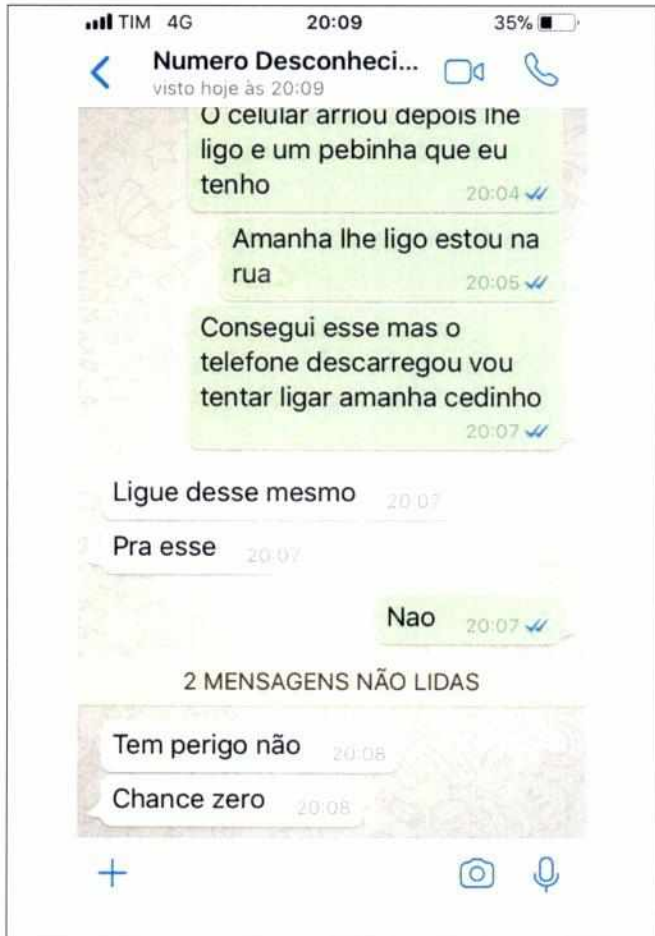 TIM 4G 20:09 35%
Numero Desconheci...
visto hoje às 20:09
O celular arriou depois lhe
ligo e um pebinha que eu
tenho 20:04
Amanha lhe ligo estou na
rua 20:05
Consegui esse mas o
telefone descarregou vou
tentar ligar amanha cedinho
20:07
Ligue desse mesmo 20:07
Pra esse 20:07
Nao 20:07
2 MENSAGENS NÃO LIDAS
Tem perigo não 20:08
Chance zero 20:08